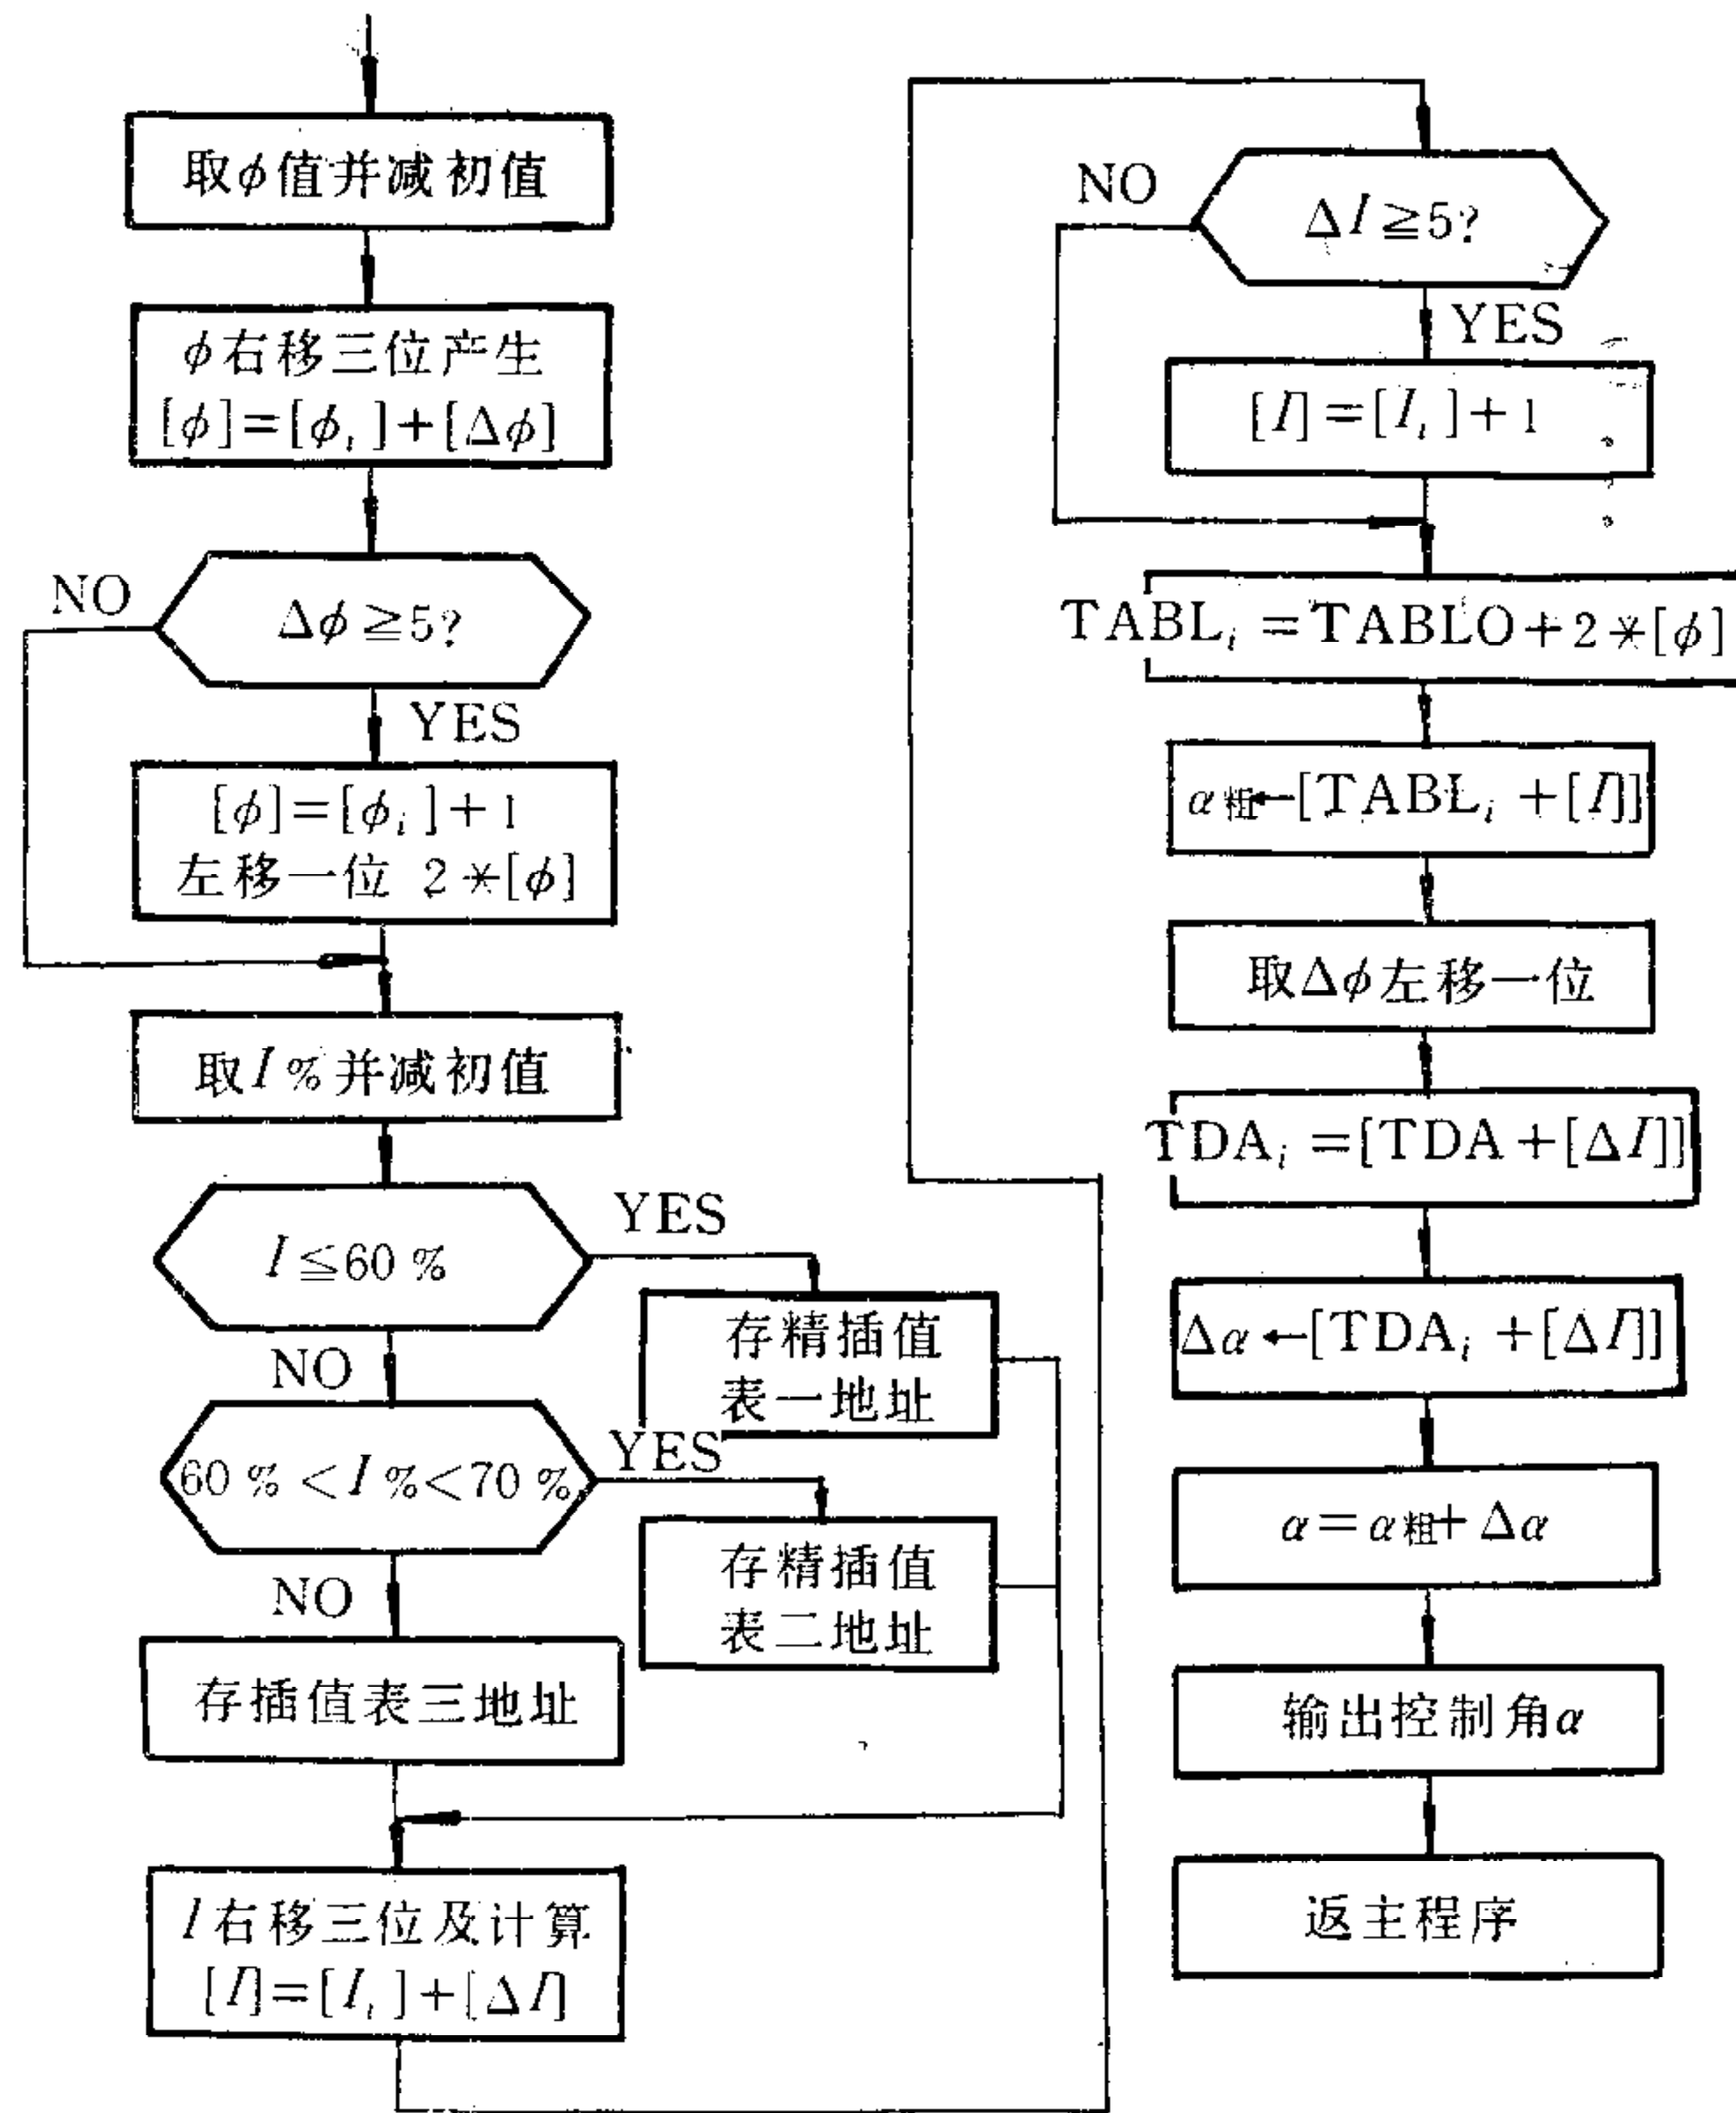 取ϕ值并减初值
ϕ右移三位产生
[ϕ]=[ϕi]+[Δϕ]
Δϕ≧5?
NO
YES
[ϕ]=[ϕi]+1
左移一位 2*[ϕ]
取I%并减初值
I≦60%
YES
NO
存精插值
表一地址
60%<I%<70%
YES
NO
存精插值
表二地址
存插值表三地址
I右移三位及计算
[I]=[Ii]+[ΔI]
ΔI≧5?
NO
YES
[I]=[Ii]+1
TABLi=TABLO+2*[ϕ]
α粗←[TABLi+[I]]
取Δϕ左移一位
TDAi=[TDA+[ΔI]]
Δα←[TDAi+[ΔI]]
α=α粗+Δα
输出控制角α
返主程序